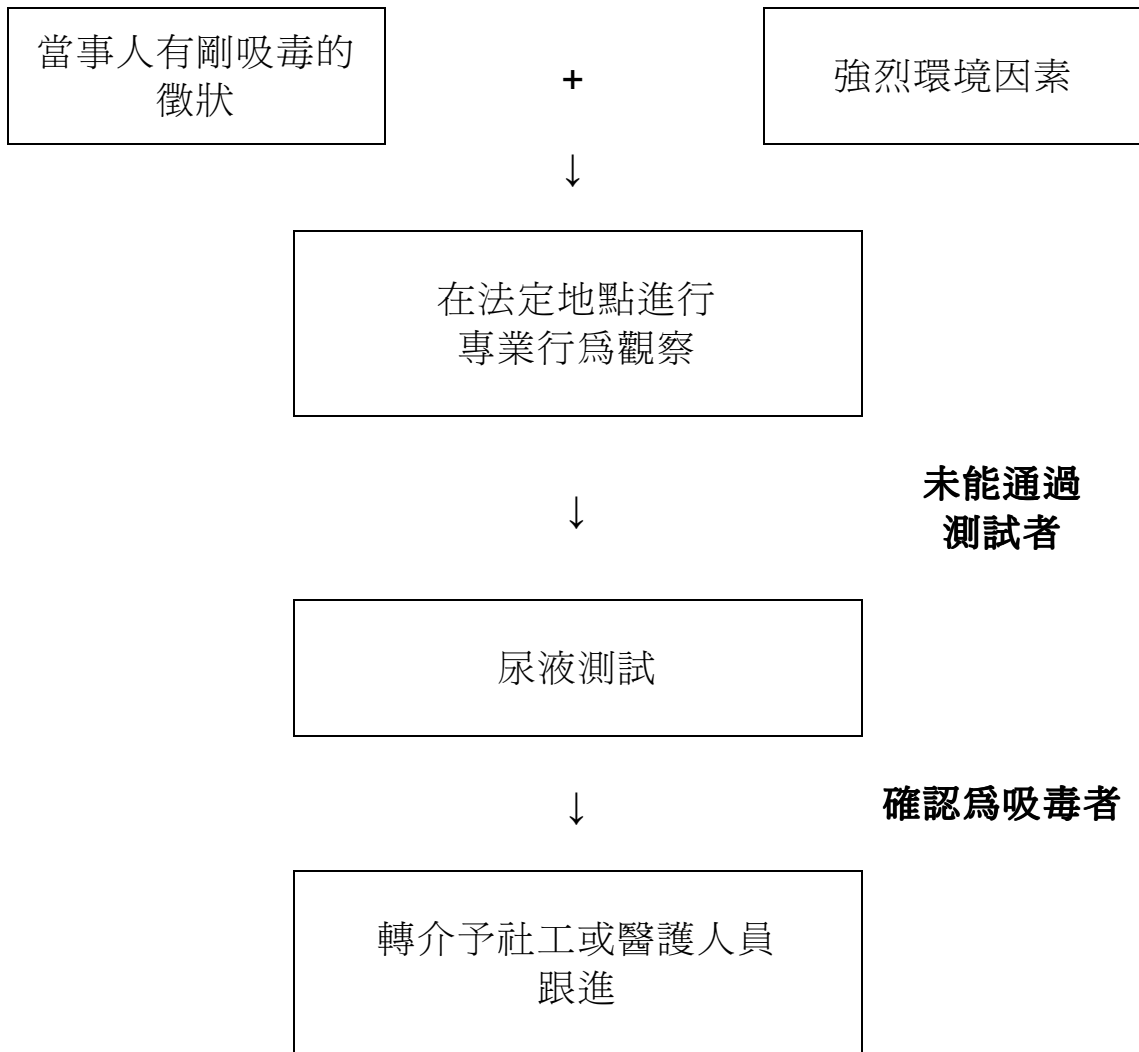 當事人有剛吸毒的
徵狀
+
強烈環境因素
↓
在法定地點進行
專業行爲觀察
↓
未能通過
測試者
尿液測試
↓
確認爲吸毒者
轉介予社工或醫護人員
跟進